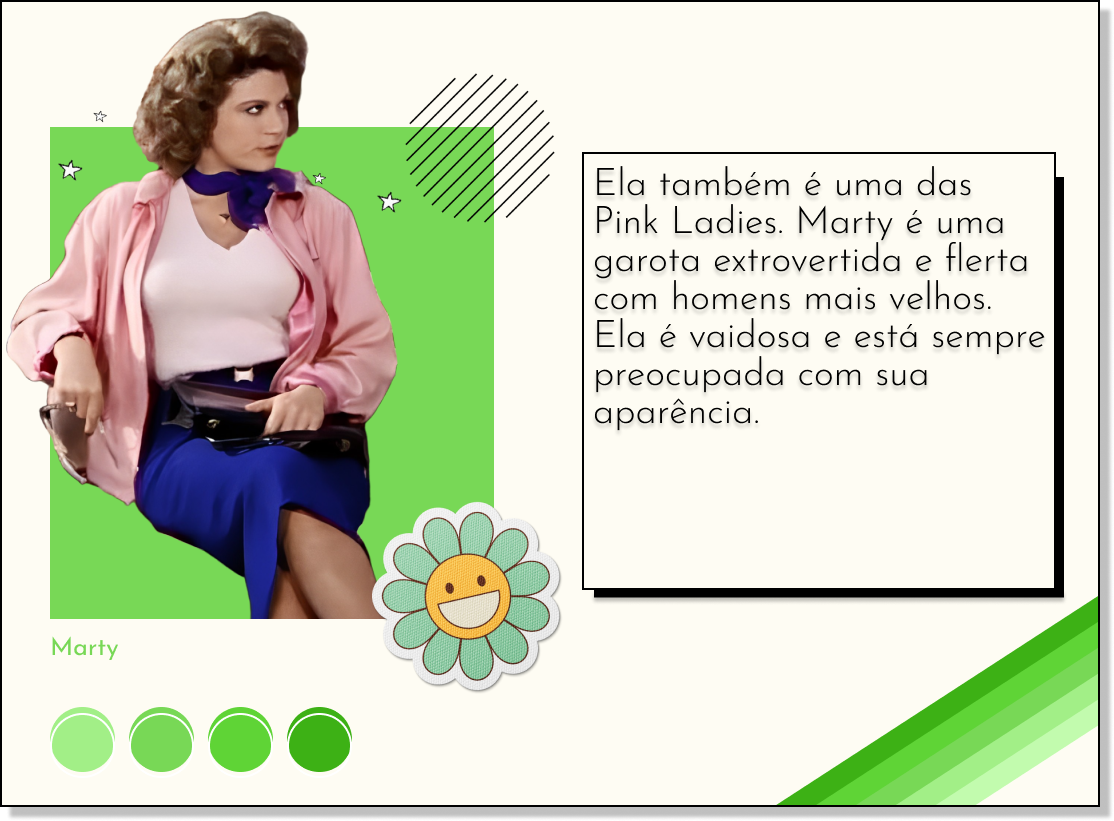 Ela também é uma das
Pink Ladies. Marty é uma
garota extrovertida e flerta
com homens mais velhos.
Ela é vaidosa e está sempre
preocupada com sua
aparência.
Marty